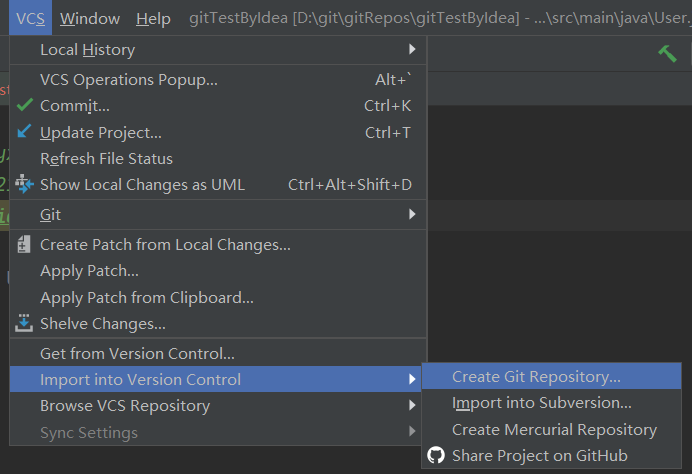 VCS Window Help gitTestByIdea [D:\git\gitRepos\gitTestByIdea] - ...\src\main\java\User.
Local History
VCS Operations Popup... Alt+`
Commit... Ctrl+K
Update Project... Ctrl+T
Refresh File Status
Show Local Changes as UML Ctrl+Alt+Shift+D
Git
Create Patch from Local Changes...
Apply Patch...
Apply Patch from Clipboard...
Shelve Changes...
Get from Version Control...
Import into Version Control
Create Git Repository...
Import into Subversion...
Create Mercurial Repository
Share Project on GitHub
Browse VCS Repository
Sync Settings